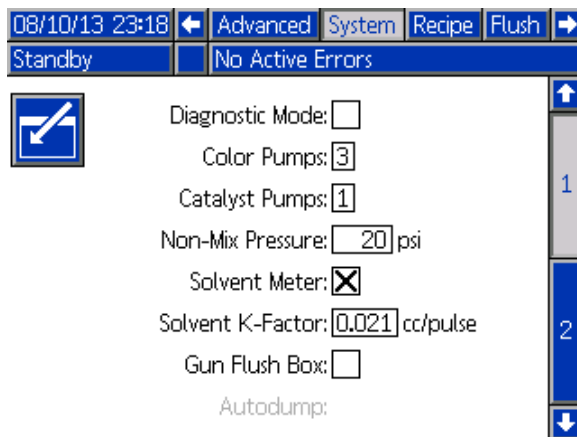 08/10/13 23:18 Advanced System Recipe Flush
Standby No Active Errors
Diagnostic Mode:
Color Pumps: 3
1
Catalyst Pumps: 1
Non-Mix Pressure: 20 psi
Solvent Meter:
Solvent K-Factor: 0.021 cc/pulse
2
Gun Flush Box:
Autodump: